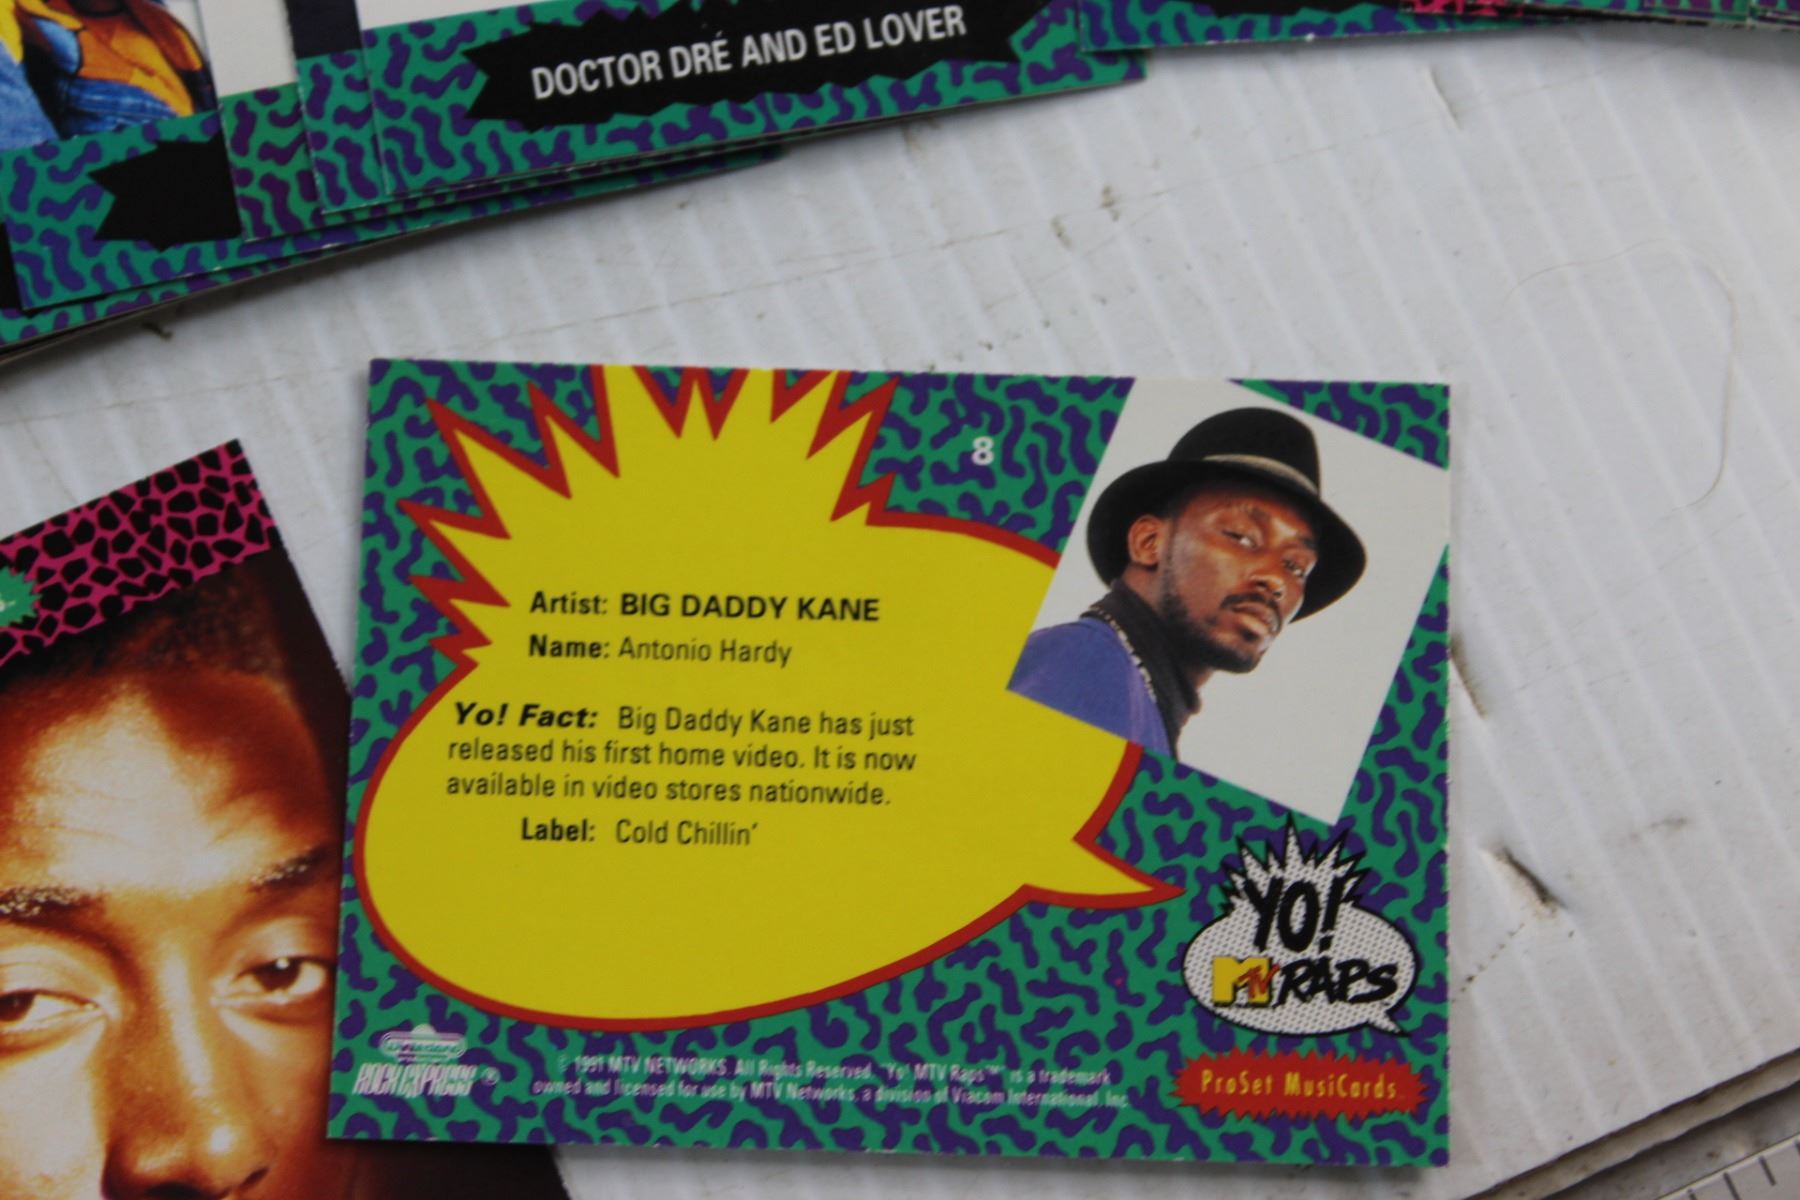 DOCTOR DRÉ AND ED LOVER
8
Artist: BIG DADDY KANE
Name: Antonio Hardy
Yo! Fact: Big Daddy Kane has just
released his first home video. It is now
available in video stores nationwide.
Label: Cold Chillin'
YO!
MTV RAPS
ROCK EXPRESS ®
© 1991 MTV NETWORKS. All Rights Reserved. "Yo! MTV Raps™" is a trademark
owned and licensed for use by MTV Networks, a division of Viacom International, Inc.
ProSet MusiCards